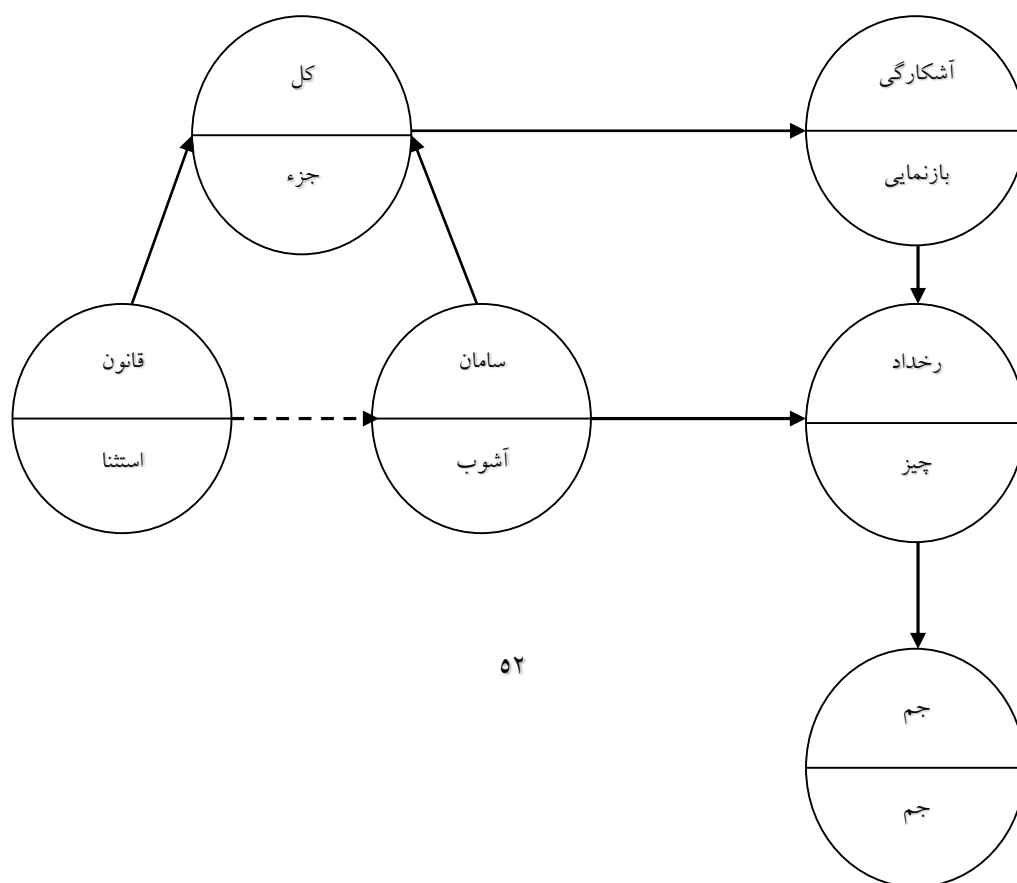 آشکارگی
بازنمایی
کل
جزء
رخداد
چیز
سامان
آشوب
قانون
استثنا
۵۲
جم
جم